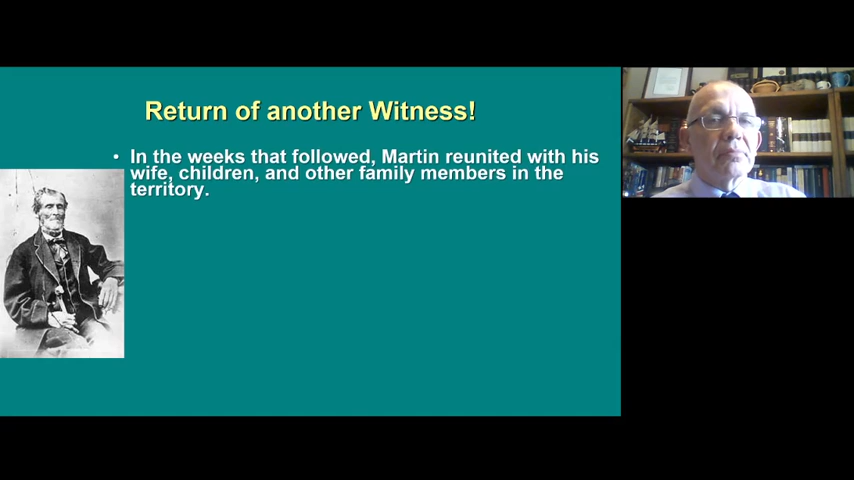 Return of another Witness!
• In the weeks that followed, Martin reunited with his
wife, children, and other family members in the
territory.